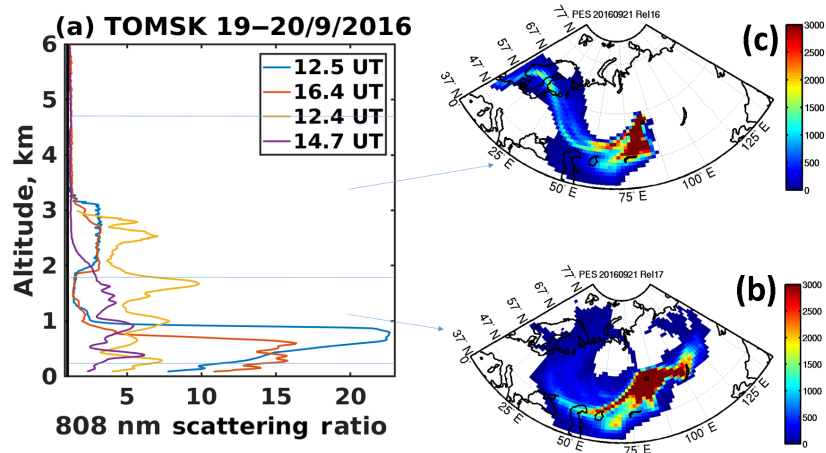 (a) TOMSK 19–20/9/2016
6
5
4
3
2
1
0
Altitude, km
12.5 UT
16.4 UT
12.4 UT
14.7 UT
5 10 15 20
808 nm scattering ratio
PES 20160921 Rel16
(c)
77° N
67° N
57° N
47° N
37° N
0
25° E
50° E
75° E
100° E
125° E
3000
2500
2000
1500
1000
500
0
PES 20160921 Rel17
(b)
77° N
67° N
57° N
47° N
37° N
0
25° E
50° E
75° E
100° E
125° E
3000
2500
2000
1500
1000
500
0